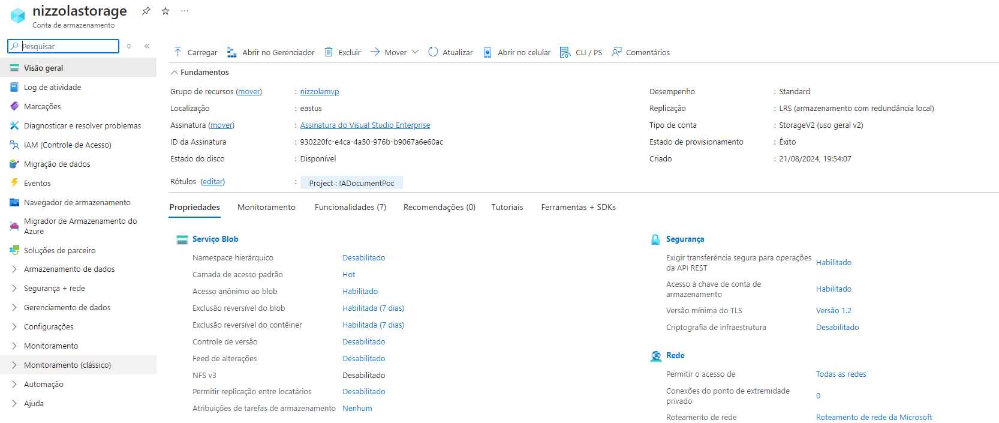 nizzolastorage
Conta de armazenamento
Pesquisar
Visão geral
Log de atividade
Marcações
Diagnosticar e resolver problemas
IAM (Controle de Acesso)
Migração de dados
Eventos
Navegador de armazenamento
Migrador de Armazenamento do
Azure
Soluções de parceiro
Armazenamento de dados
Segurança + rede
Gerenciamento de dados
Configurações
Monitoramento
Monitoramento (clássico)
Automação
Ajuda
Carregar Abrir no Gerenciador Excluir Mover Atualizar Abrir no celular CLI / PS Comentários
Fundamentos
Grupo de recursos (mover) : nizzolamvp
Localização : eastus
Assinatura (mover) : Assinatura do Visual Studio Enterprise
ID da Assinatura : 930220fc-e4ca-4a50-976b-b9067a6e60ac
Estado do disco : Disponível
Rótulos (editar) : Project : IADocumentPoc
Desempenho : Standard
Replicação : LRS (armazenamento com redundância local)
Tipo de conta : StorageV2 (uso geral v2)
Estado de provisionamento : Êxito
Criado : 21/08/2024, 19:54:07
Propriedades Monitoramento Funcionalidades (7) Recomendações (0) Tutoriais Ferramentas + SDKs
Serviço Blob
Namespace hierárquico Desabilitado
Camada de acesso padrão Hot
Acesso anônimo ao blob Habilitado
Exclusão reversível do blob Habilitada (7 dias)
Exclusão reversível do contêiner Habilitada (7 dias)
Controle de versão Desabilitado
Feed de alterações Desabilitado
NFS v3 Desabilitado
Permitir replicação entre locatários Desabilitado
Atribuições de tarefas de armazenamento Nenhum
Segurança
Exigir transferência segura para operações
da API REST Habilitado
Acesso à chave de conta de
armazenamento Habilitado
Versão mínima do TLS Versão 1.2
Criptografia de infraestrutura Desabilitado
Rede
Permitir o acesso de Todas as redes
Conexões do ponto de extremidade
privado 0
Roteamento de rede Roteamento de rede da Microsoft